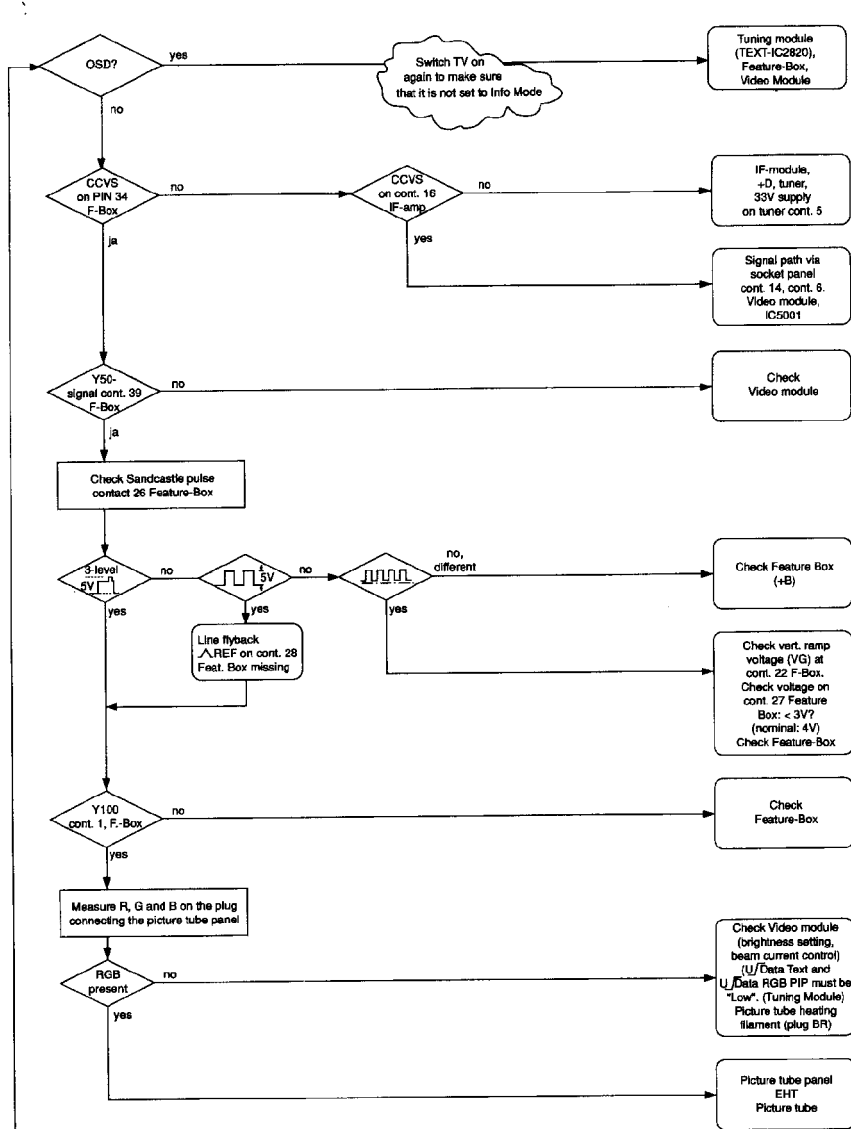 OSD?
yes
Switch TV on
again to make sure
that it is not set to Info Mode
Tuning module
(TEXT-IC2820),
Feature-Box,
Video Module
no
CCVS
on PIN 34
F-Box
no
CCVS
on cont. 16
IF-amp.
no
IF-module,
+D, tuner,
33V supply
on tuner cont. 5
ja
yes
Signal path via
socket panel
cont. 14, cont. 6.
Video module,
IC5001
Y50-
signal cont. 39
F-Box
no
Check
Video module
ja
Check Sandcastle pulse
contact 26 Feature-Box
3-level
5V
no
5V
no
no,
different
Check Feature Box
(+B)
yes
yes
yes
Line flyback
REF on cont. 28
Feat. Box missing
Check vert. ramp
voltage (VG) at
cont. 22 F-Box.
Check voltage on
cont. 27 Feature
Box: < 3V?
(nominal: 4V)
Check Feature-Box
Y100
cont. 1, F.-Box
no
Check
Feature-Box
yes
Measure R, G and B on the plug
connecting the picture tube panel
RGB
present
no
Check Video module
(brightness setting,
beam current control)
(U/Data Text and
U/Data RGB PIP must be
"Low". (Tuning Module)
Picture tube heating
filament (plug BR)
yes
Picture tube panel
EHT
Picture tube